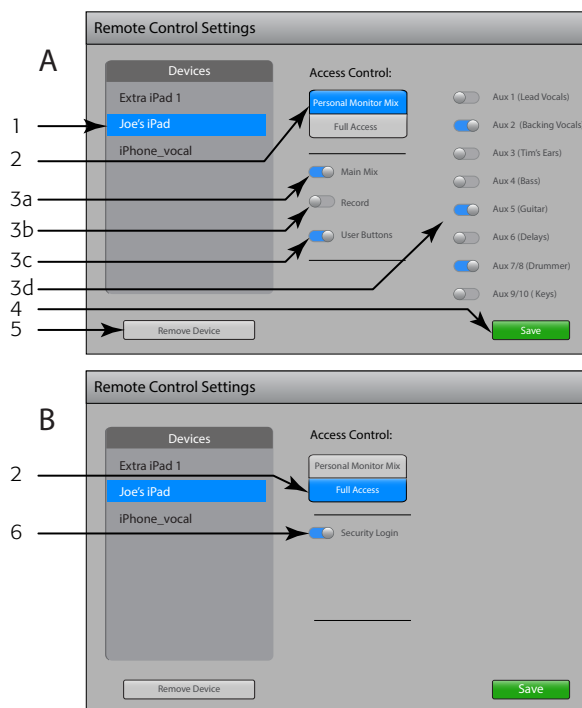 Remote Control Settings
A
Devices
Access Control:
Extra iPad 1
Joe's iPad
iPhone_vocal
Personal Monitor Mix
Full Access
Main Mix
Record
User Buttons
Aux 1 (Lead Vocals)
Aux 2 (Backing Vocals
Aux 3 (Tim's Ears)
Aux 4 (Bass)
Aux 5 (Guitar)
Aux 6 (Delays)
Aux 7/8 (Drummer)
Aux 9/10 ( Keys)
1
2
3a
3b
3c
3d
4
5
Remove Device
Save
Remote Control Settings
B
Devices
Access Control:
Extra iPad 1
Joe's iPad
iPhone_vocal
Personal Monitor Mix
Full Access
Security Login
2
6
Remove Device
Save